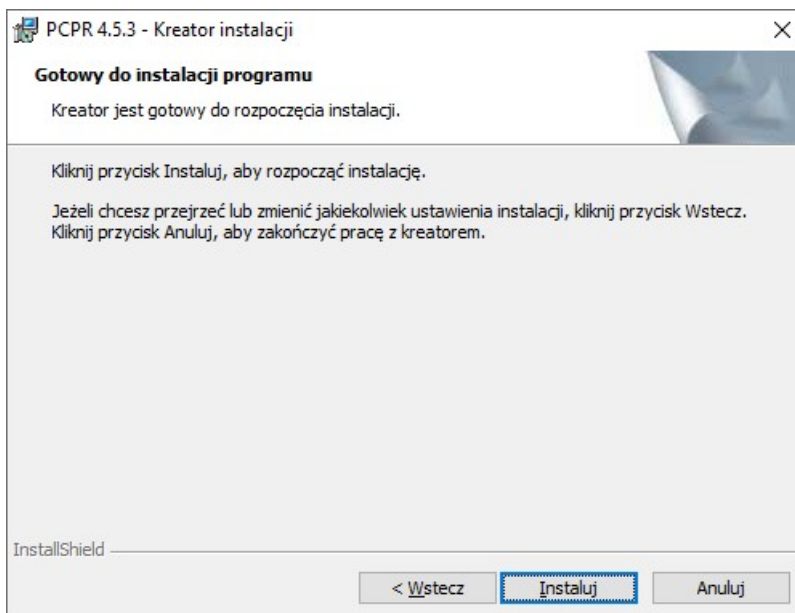 PCPR 4.5.3 - Kreator instalacji
Gotowy do instalacji programu
Kreator jest gotowy do rozpoczęcia instalacji.
Kliknij przycisk Instaluj, aby rozpocząć instalację.
Jeżeli chcesz przejrzeć lub zmienić jakiekolwiek ustawienia instalacji, kliknij przycisk Wstecz.
Kliknij przycisk Anuluj, aby zakończyć pracę z kreatorem.
InstallShield
< Wstecz Instaluj Anuluj